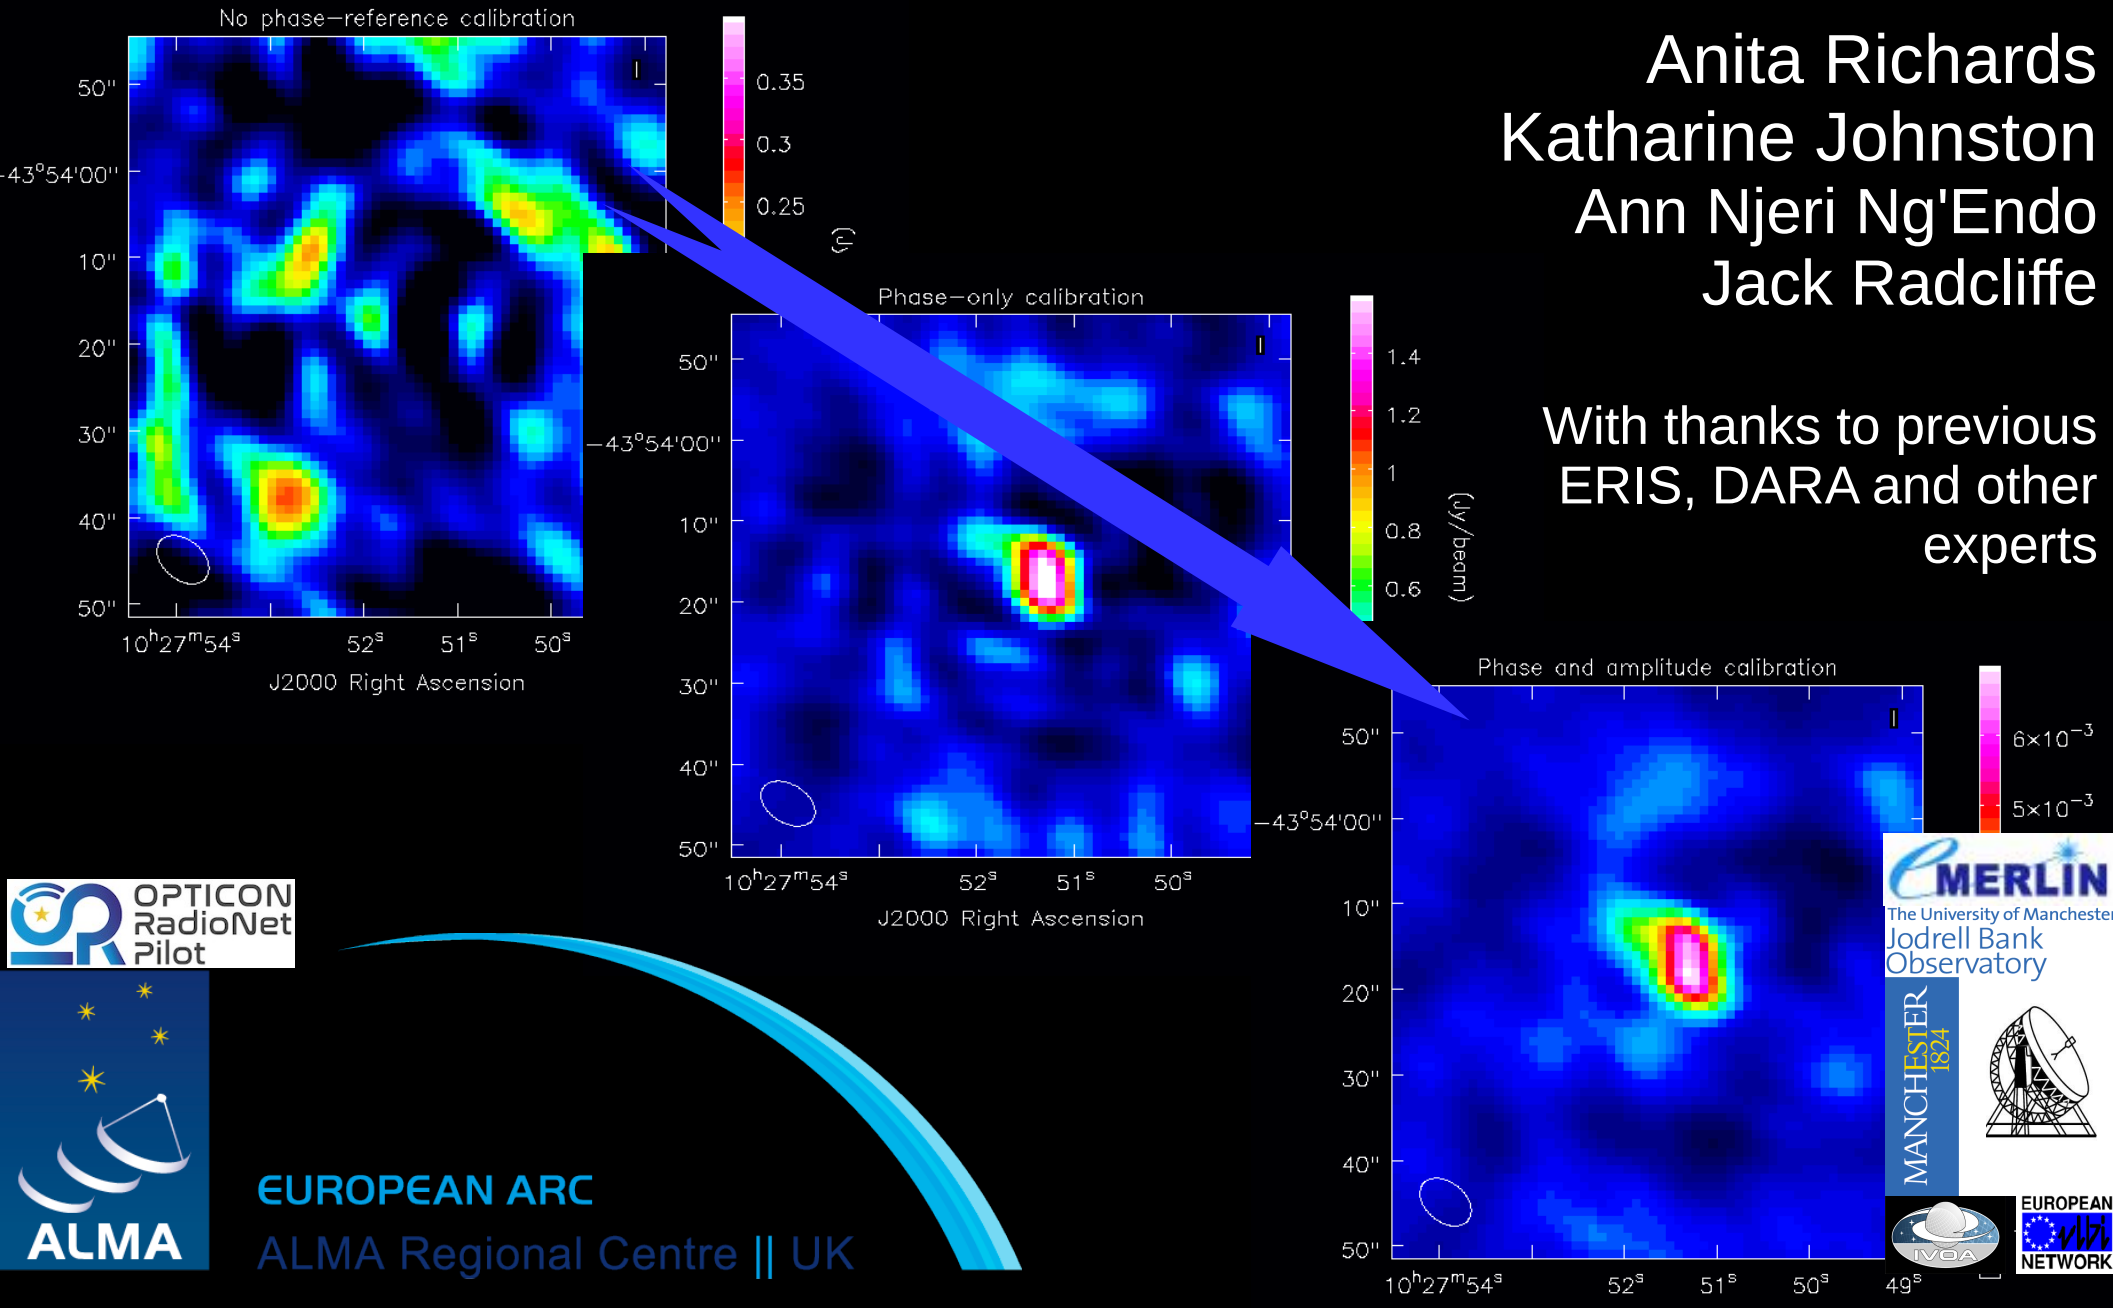 No phase-reference calibration
50"
-43°54'00"
10"
20"
30"
40"
50"
10ʰ27ᵐ54ˢ 52ˢ 51ˢ 50ˢ
J2000 Right Ascension
0.35
0.3
0.25
Phase-only calibration
50"
-43°54'00"
10"
20"
30"
40"
50"
10ʰ27ᵐ54ˢ 52ˢ 51ˢ 50ˢ
J2000 Right Ascension
1.4
1.2
1
0.8
0.6
(Jy/beam)
Phase and amplitude calibration
50"
-43°54'00"
10"
20"
30"
40"
50"
10ʰ27ᵐ54ˢ 52ˢ 51ˢ 50ˢ 49ˢ
6×10⁻³
5×10⁻³
Anita Richards
Katharine Johnston
Ann Njeri Ng'Endo
Jack Radcliffe
With thanks to previous
ERIS, DARA and other
experts
OPTICON
RadioNet
Pilot
ALMA
EUROPEAN ARC
ALMA Regional Centre || UK
eMERLIN
The University of Manchester
Jodrell Bank
Observatory
MANCHESTER
1824
IVOA
EUROPEAN
vlbi
NETWORK